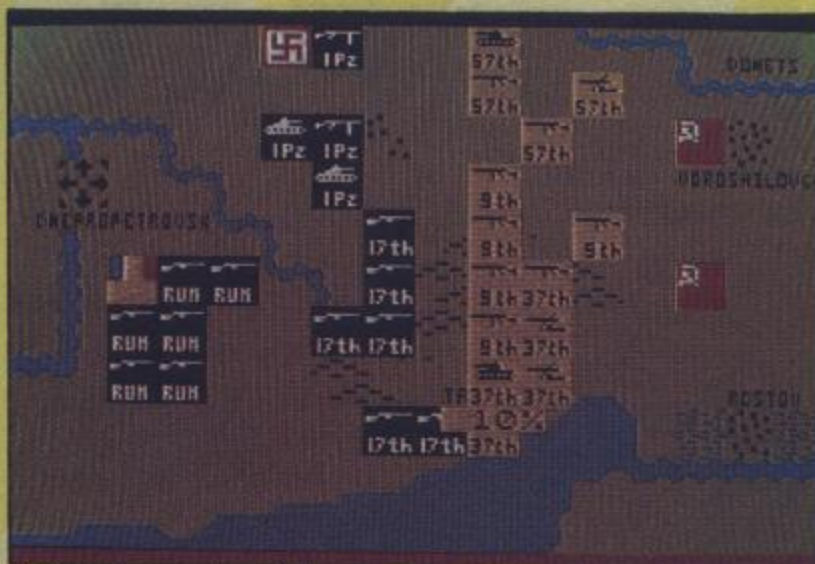 1Pz 57th
DONETS
57th 57th
1Pz 1Pz 57th
1Pz 9th
DNEPROPETROVSK
17th 9th 9th
RUM RUM 17th 9th 37th
RUM RUM 17th 17th 9th 37th
RUM RUM 37th 37th
ROSTOV
10%
17th 17th 37th